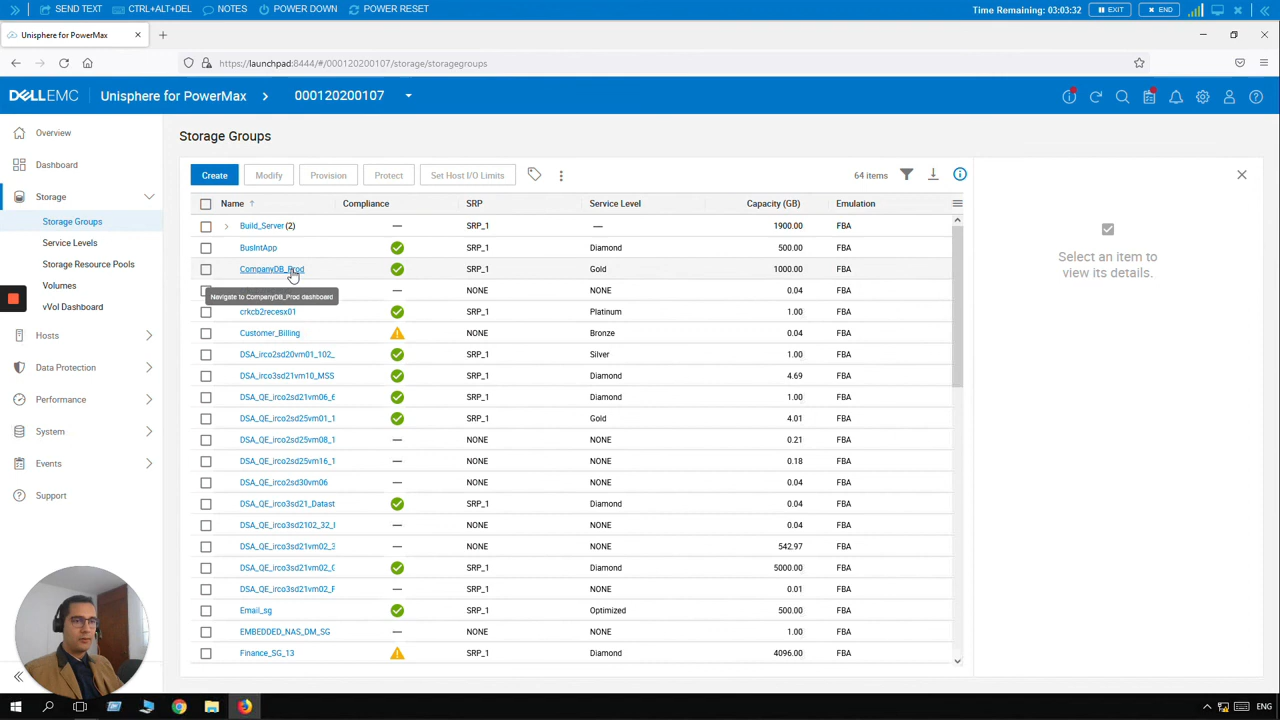 SEND TEXT CTRL+ALT+DEL NOTES POWER DOWN POWER RESET Time Remaining: 03:03:32 EXIT END
Unisphere for PowerMax
https://launchpad:8444/#/000120200107/storage/storagegroups
DELLEMC Unisphere for PowerMax 000120200107
Overview
Dashboard
Storage
Storage Groups
Service Levels
Storage Resource Pools
Volumes
vVol Dashboard
Hosts
Data Protection
Performance
System
Events
Support
Storage Groups
Create Modify Provision Protect Set Host I/O Limits 64 items
Name Compliance SRP Service Level Capacity (GB) Emulation
Build_Server (2) — SRP_1 — 1900.00 FBA
BusIntApp SRP_1 Diamond 500.00 FBA
CompanyDB_Prod SRP_1 Gold 1000.00 FBA
— NONE NONE 0.04 FBA
Navigate to CompanyDB_Prod dashboard
crkcb2recesx01 SRP_1 Platinum 1.00 FBA
Customer_Billing NONE Bronze 0.04 FBA
DSA_irco2sd20vm01_102_ SRP_1 Silver 1.00 FBA
DSA_irco3sd21vm10_MSS SRP_1 Diamond 4.69 FBA
DSA_QE_irco2sd21vm06_6 SRP_1 Diamond 1.00 FBA
DSA_QE_irco2sd25vm01_1 SRP_1 Gold 4.01 FBA
DSA_QE_irco2sd25vm08_1 — NONE NONE 0.21 FBA
DSA_QE_irco2sd25vm16_1 — NONE NONE 0.18 FBA
DSA_QE_irco2sd30vm06 — NONE NONE 0.04 FBA
DSA_QE_irco3sd21_Datast SRP_1 Diamond 0.04 FBA
DSA_QE_irco3sd2102_32_ — NONE NONE 0.04 FBA
DSA_QE_irco3sd21vm02_3 — NONE NONE 542.97 FBA
DSA_QE_irco3sd21vm02_ SRP_1 Diamond 5000.00 FBA
DSA_QE_irco3sd21vm02_F — SRP_1 NONE 0.01 FBA
Email_sg SRP_1 Optimized 500.00 FBA
EMBEDDED_NAS_DM_SG — SRP_1 NONE 1.00 FBA
Finance_SG_13 SRP_1 Diamond 4096.00 FBA
Select an item to
view its details.
ENG